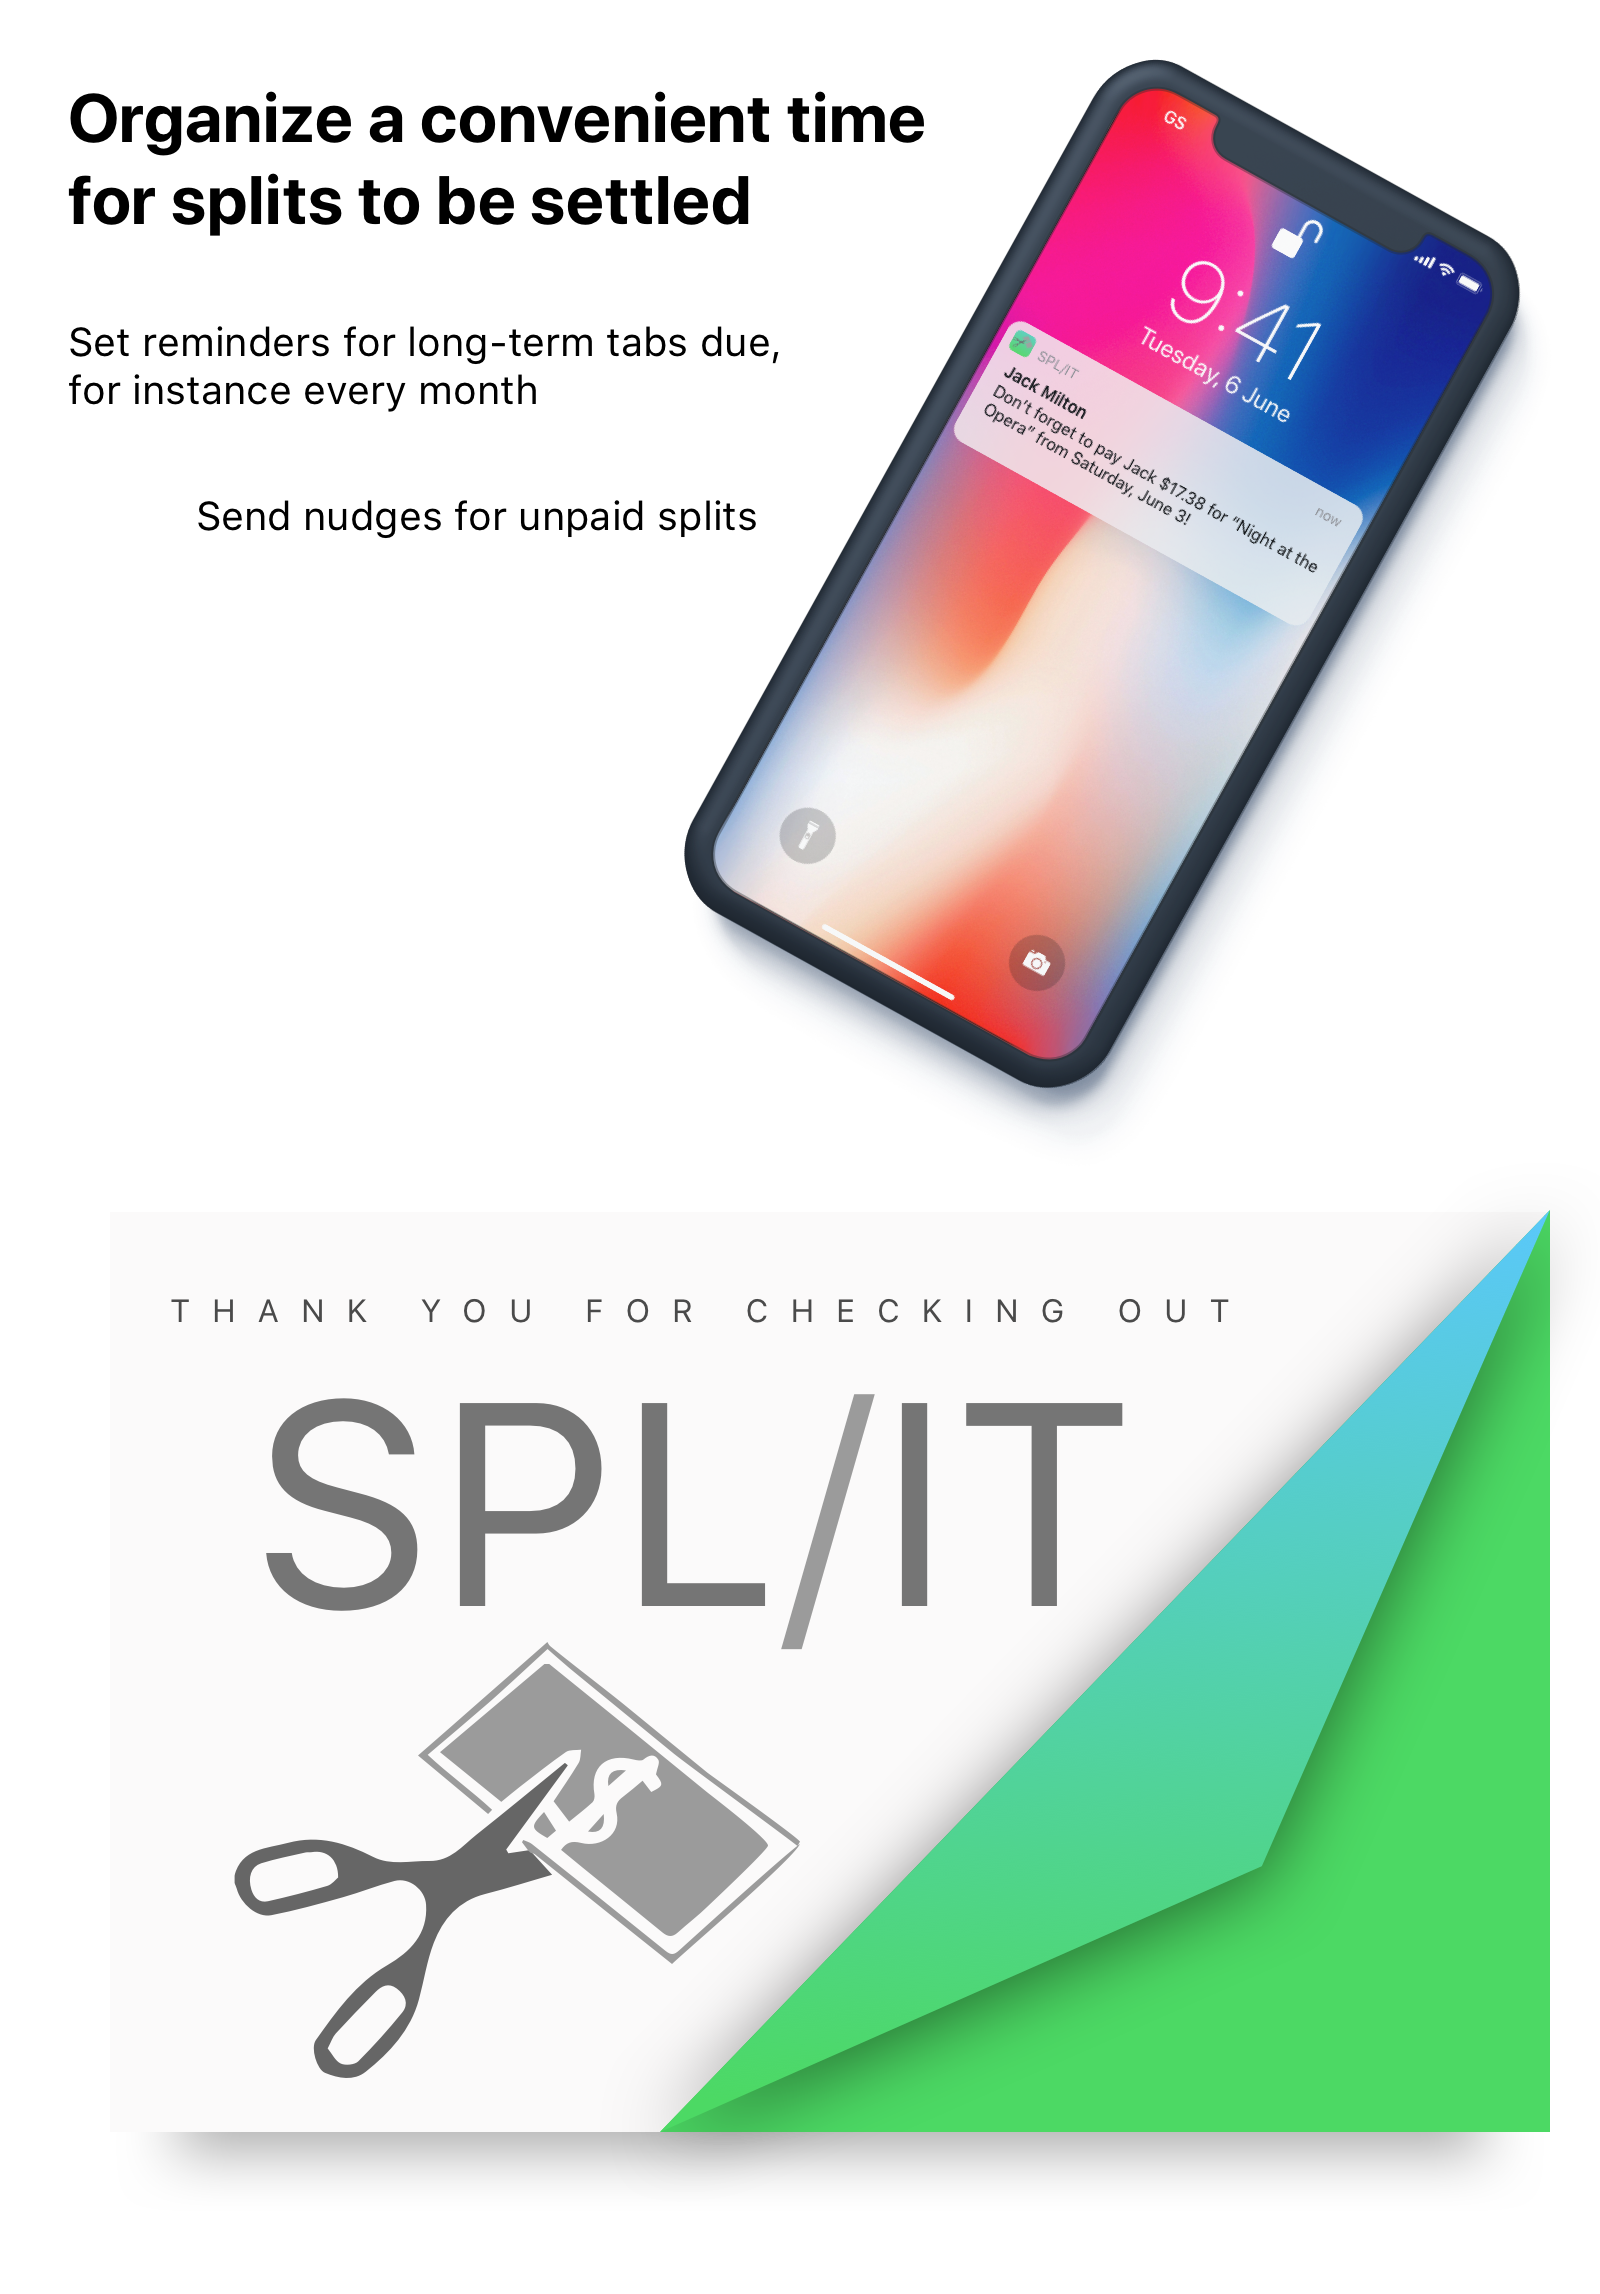 Organize a convenient time
for splits to be settled
Set reminders for long-term tabs due,
for instance every month
Send nudges for unpaid splits
GS
9:41
Tuesday, 6 June
SPL/IT
now
Jack Milton
Don't forget to pay Jack $17.38 for "Night at the
Opera" from Saturday, June 3!
THANK YOU FOR CHECKING OUT
SPL/IT
$